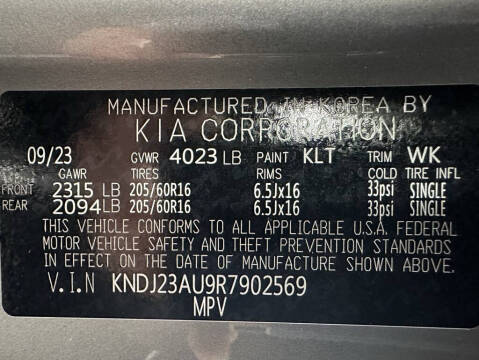 MANUFACTURED IN KOREA BY
KIA CORPORATION
09/23 GVWR 4023 LB PAINT KLT TRIM WK
GAWR TIRES RIMS COLD TIRE INFL
FRONT 2315 LB 205/60R16 6.5Jx16 33psi SINGLE
REAR 2094 LB 205/60R16 6.5Jx16 33psi SINGLE
THIS VEHICLE CONFORMS TO ALL APPLICABLE U.S.A. FEDERAL
MOTOR VEHICLE SAFETY AND THEFT PREVENTION STANDARDS
IN EFFECT ON THE DATE OF MANUFACTURE SHOWN ABOVE.
V.I.N KNDJ23AU9R7902569
MPV